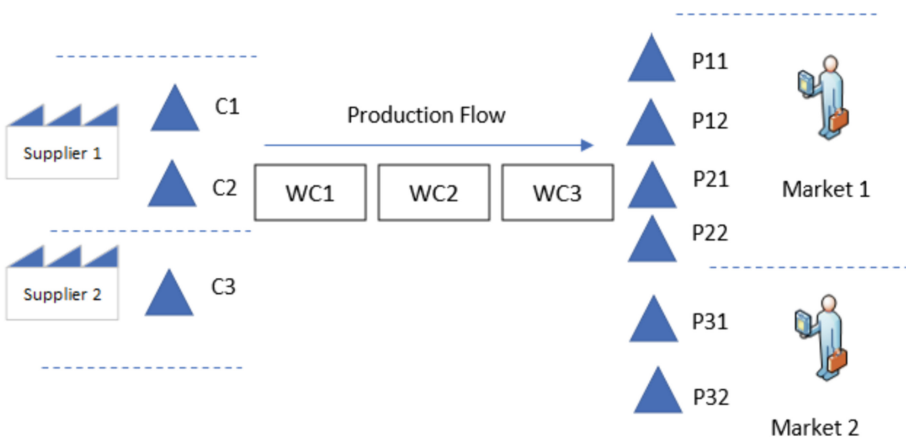 Supplier 1
C1
C2
Supplier 2
C3
Production Flow
WC1
WC2
WC3
P11
P12
P21
P22
Market 1
P31
P32
Market 2